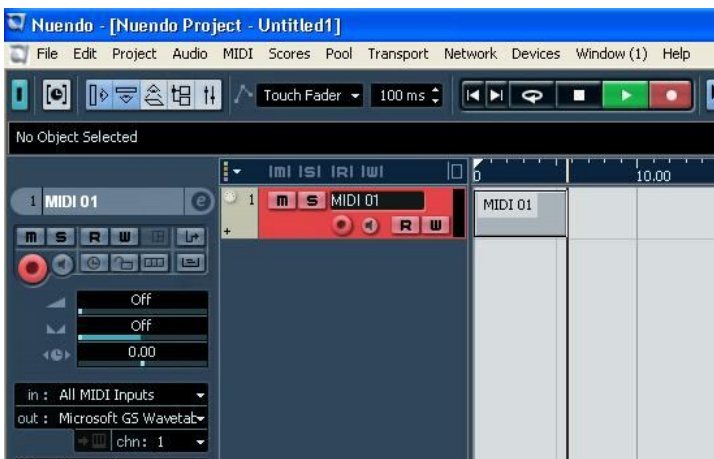 Nuendo - [Nuendo Project - Untitled1]
File Edit Project Audio MIDI Scores Pool Transport Network Devices Window (1) Help
Touch Fader 100 ms
No Object Selected
m s R W
0 10.00
1 MIDI 01 e
1 m s MIDI 01
MIDI 01
R W
+
m s R W
Off
Off
0.00
in : All MIDI Inputs
out : Microsoft GS Wavetab
chn : 1